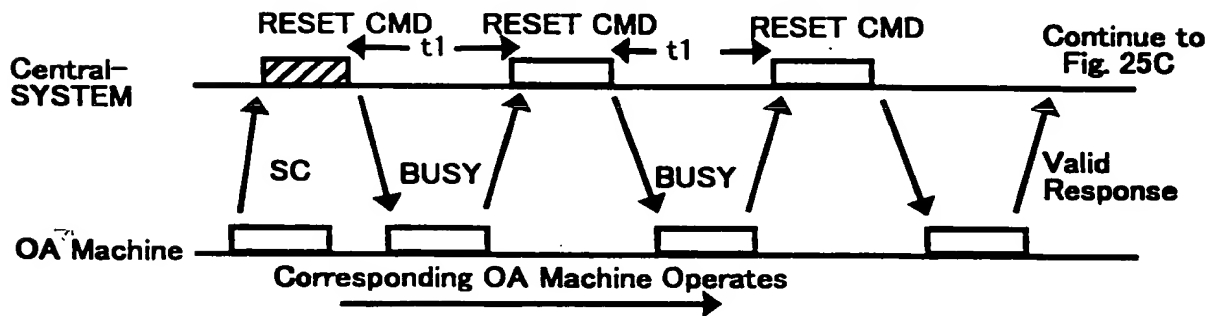 RESET CMD
RESET CMD
RESET CMD
t1
t1
Continue to
Fig. 25C
Central-
SYSTEM
SC
BUSY
BUSY
Valid
Response
OA Machine
Corresponding OA Machine Operates